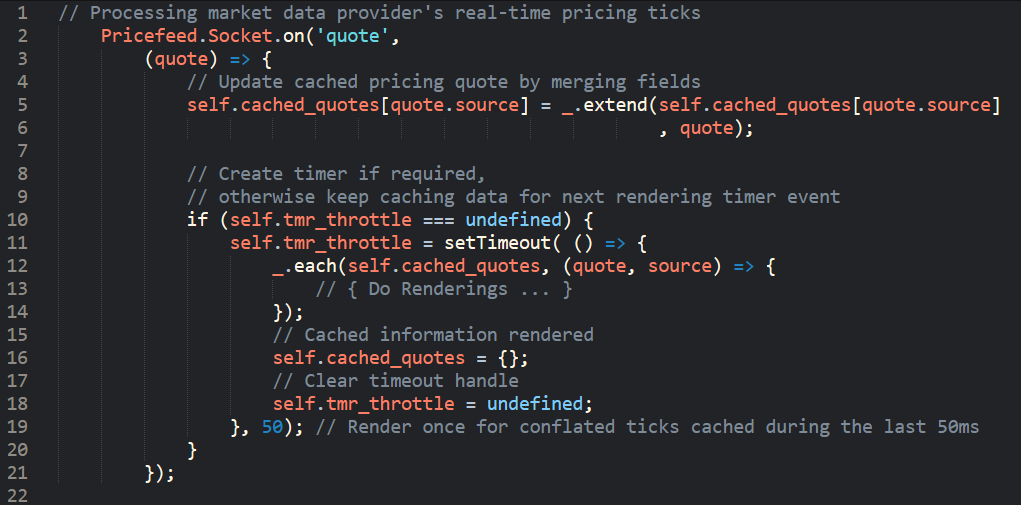 1 // Processing market data provider's real-time pricing ticks
2 Pricefeed.Socket.on('quote',
3 (quote) => {
4 // Update cached pricing quote by merging fields
5 self.cached_quotes[quote.source] = _.extend(self.cached_quotes[quote.source]
6 , quote);
7
8 // Create timer if required,
9 // otherwise keep caching data for next rendering timer event
10 if (self.tmr_throttle === undefined) {
11 self.tmr_throttle = setTimeout( () => {
12 _.each(self.cached_quotes, (quote, source) => {
13 // { Do Renderings ... }
14 });
15 // Cached information rendered
16 self.cached_quotes = {};
17 // Clear timeout handle
18 self.tmr_throttle = undefined;
19 }, 50); // Render once for conflated ticks cached during the last 50ms
20 }
21 });
22